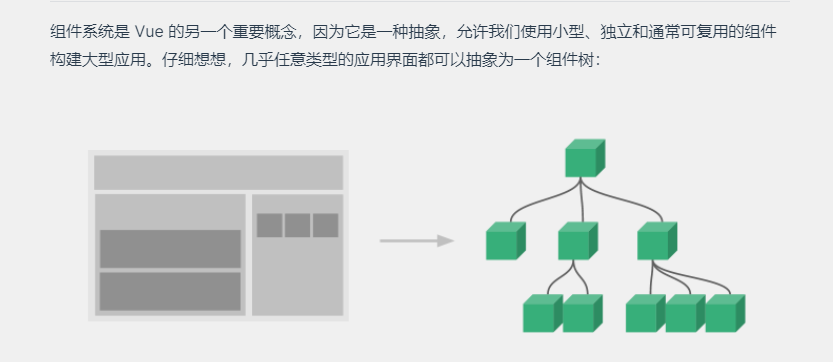 组件系统是 Vue 的另一个重要概念，因为它是一种抽象，允许我们使用小型、独立和通常可复用的组件
构建大型应用。仔细想想，几乎任意类型的应用界面都可以抽象为一个组件树：